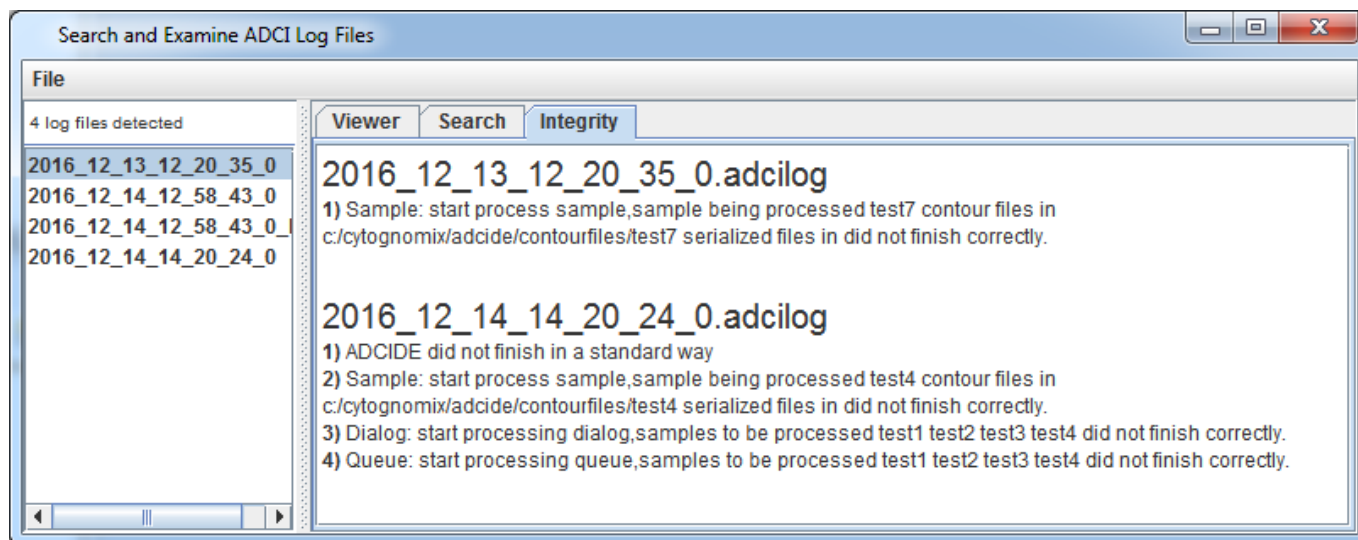 Search and Examine ADCI Log Files
File
4 log files detected
2016_12_13_12_20_35_0
2016_12_14_12_58_43_0
2016_12_14_12_58_43_0_
2016_12_14_14_20_24_0
Viewer Search Integrity
2016_12_13_12_20_35_0.adcilog
1) Sample: start process sample,sample being processed test7 contour files in
c:/cytognomix/adcide/contourfiles/test7 serialized files in did not finish correctly.
2016_12_14_14_20_24_0.adcilog
1) ADCIDE did not finish in a standard way
2) Sample: start process sample,sample being processed test4 contour files in
c:/cytognomix/adcide/contourfiles/test4 serialized files in did not finish correctly.
3) Dialog: start processing dialog,samples to be processed test1 test2 test3 test4 did not finish correctly.
4) Queue: start processing queue,samples to be processed test1 test2 test3 test4 did not finish correctly.